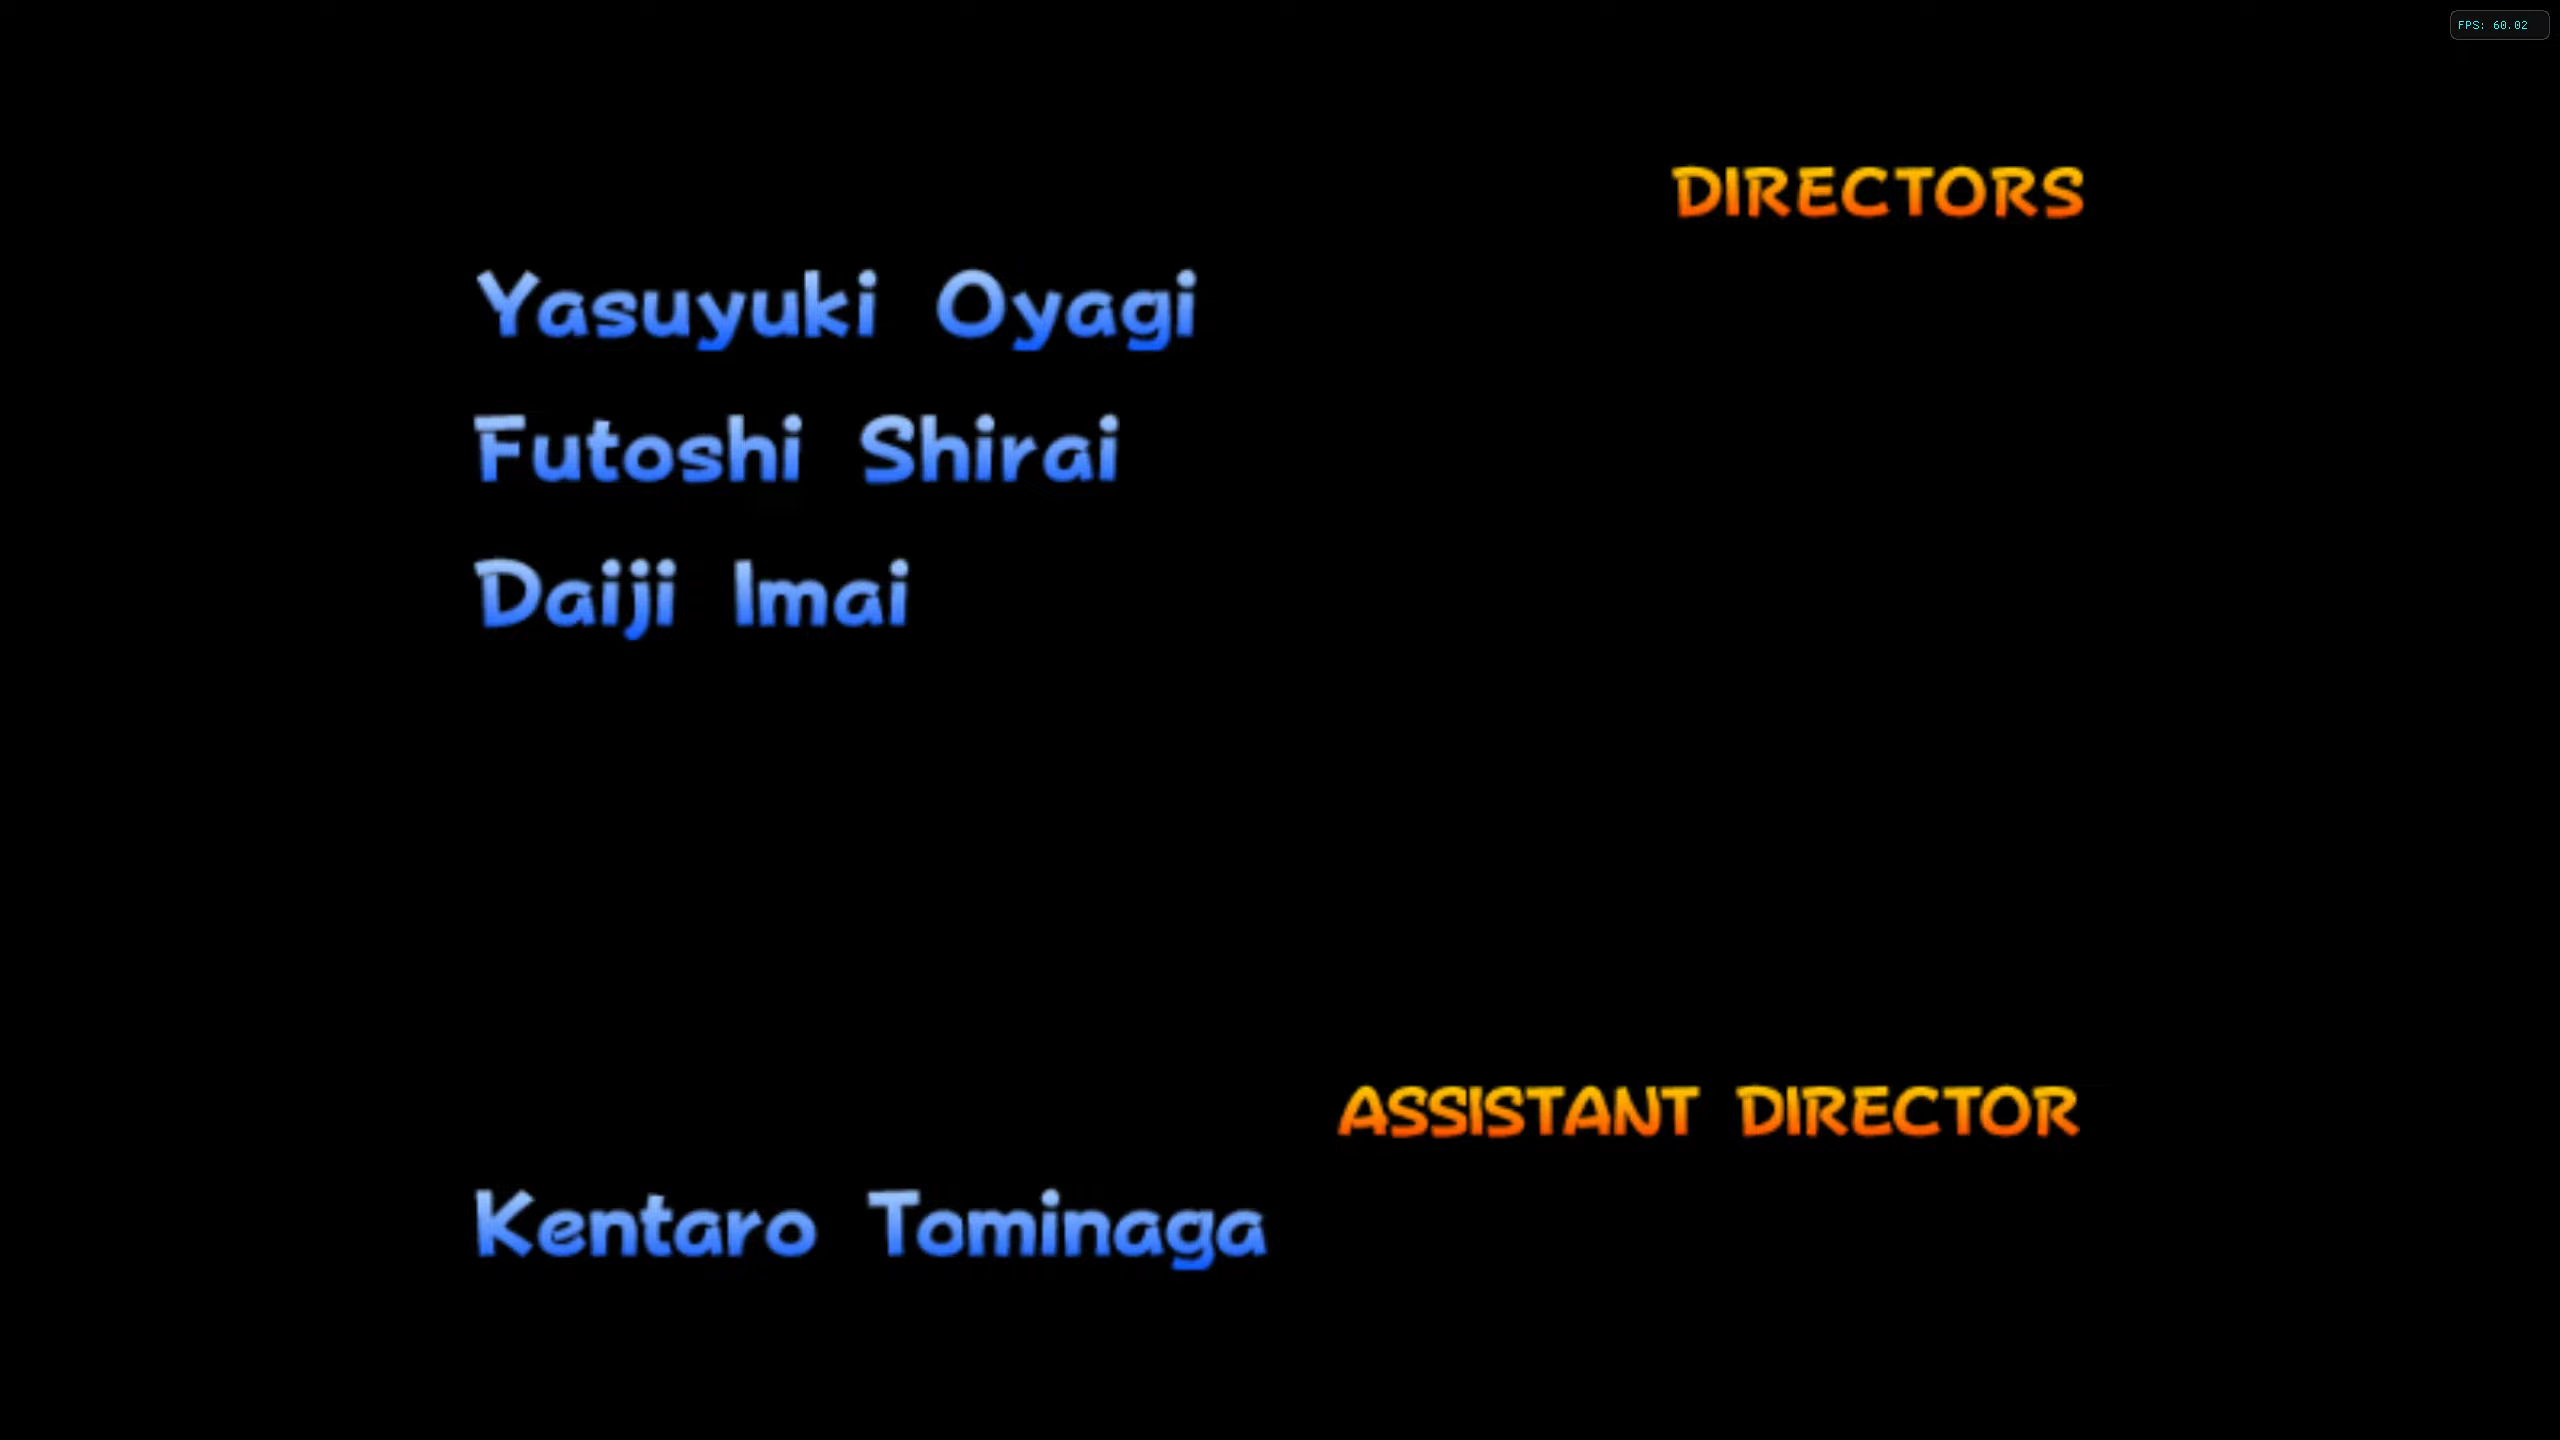 FPS: 60.02
DIRECTORS
Yasuyuki Oyagi
Futoshi Shirai
Daiji Imai
ASSISTANT DIRECTOR
Kentaro Tominaga